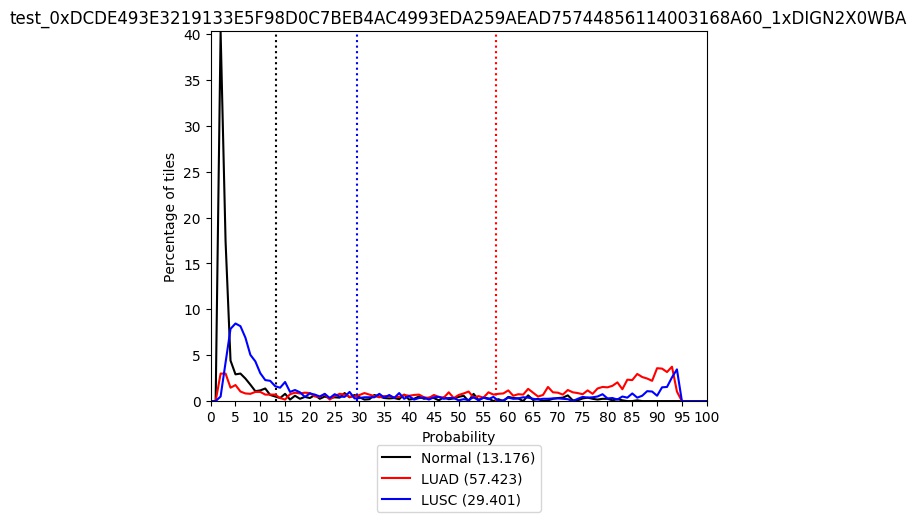 test_0xDCDE493E3219133E5F98D0C7BEB4AC4993EDA259AEAD75744856114003168A60_1xDIGN2X0WBA
40
35
30
25
20
15
10
5
0
Percentage of tiles
0 5 10 15 20 25 30 35 40 45 50 55 60 65 70 75 80 85 90 95 100
Probability
Normal (13.176)
LUAD (57.423)
LUSC (29.401)